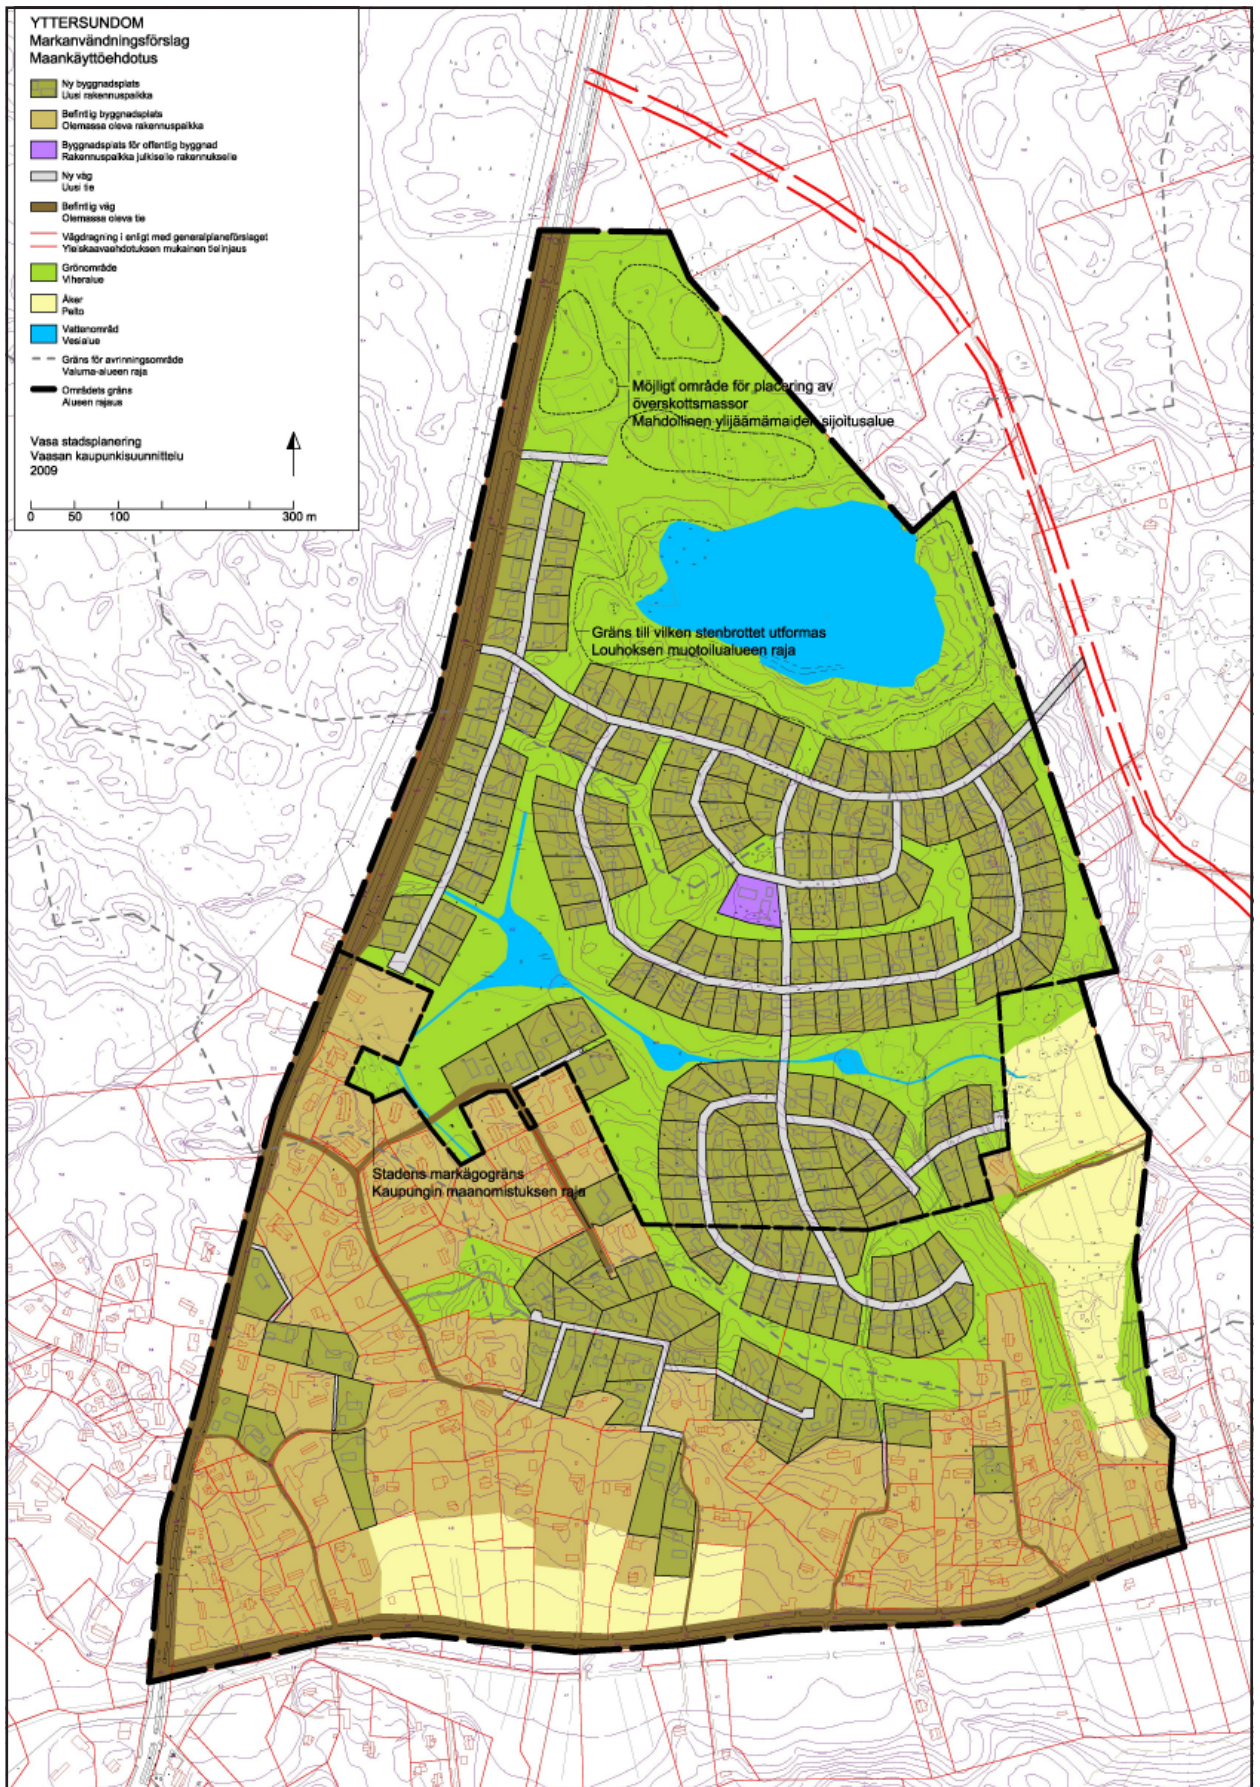 YTTERSUNDOM
Markanvändningsförslag
Maankäyttöehdotus
Ny byggnadsplats
Uusi rakennuspaikka
Befintlig byggnadsplats
Olemassa oleva rakennuspaikka
Byggnadsplats för offentlig byggnad
Rakennuspaikka julkiselle rakennukselle
Ny väg
Uusi tie
Befintlig väg
Olemassa oleva tie
Vägdragning i enligt med generalplaneförslaget
Yleiskaavaehdotuksen mukainen tielinjaus
Grönområde
Viheralue
Åker
Pelto
Vattenområd
Vesialue
Gräns för avrinningsområde
Valuma-alueen raja
Områdets gräns
Alueen rajaus
Vasa stadsplanering
Vaasan kaupunkisuunnittelu
2009
0 50 100 300 m
Möjligt område för placering av
överskottsmassor
Mahdollinen ylijäämämaiden sijoitusalue
Gräns till vilken stenbrottet utformas
Louhoksen muotoilualueen raja
Stadens markägogräns
Kaupungin maanomistuksen raja